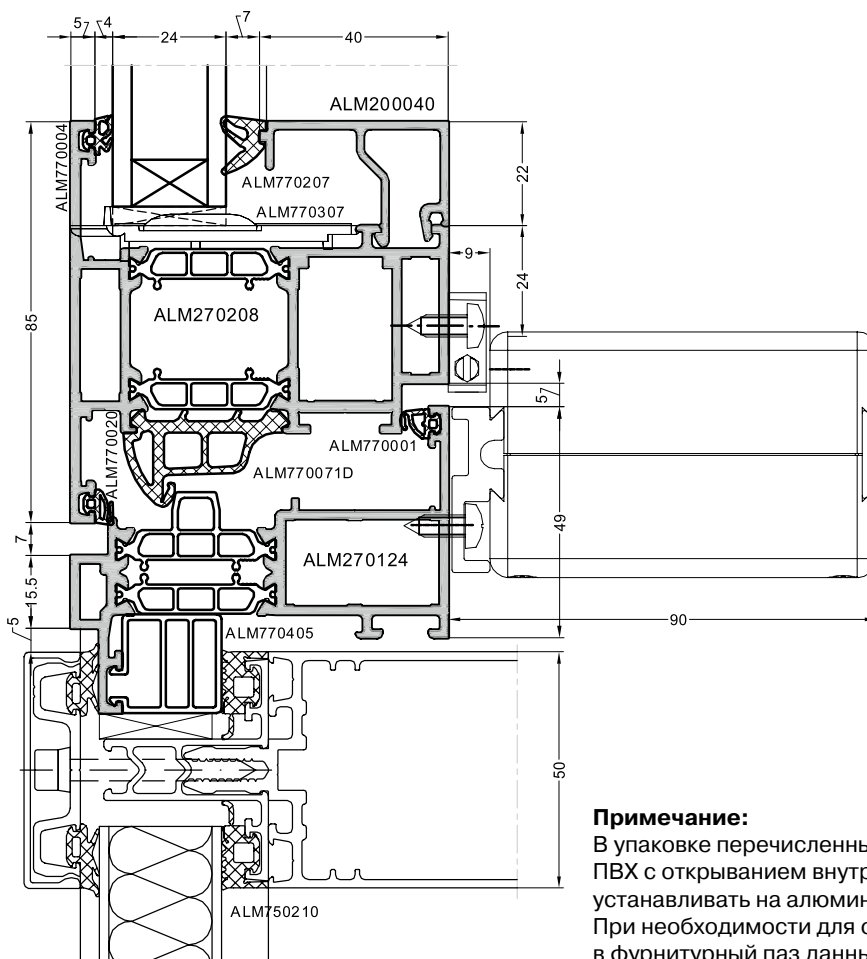 5
4
24
7
40
ALM200040
ALM770004
22
ALM770207
ALM770307
9
24
85
ALM270208
5
ALM770020
ALM770001
ALM770071D
7
49
ALM270124
15.5
5
90
ALM770405
50
ALM750210
Примечание:
В упаковке перечисленны
ПВХ с открыванием внутр
устанавливать на алюмин
При необходимости для с
в фурнитурный паз данны